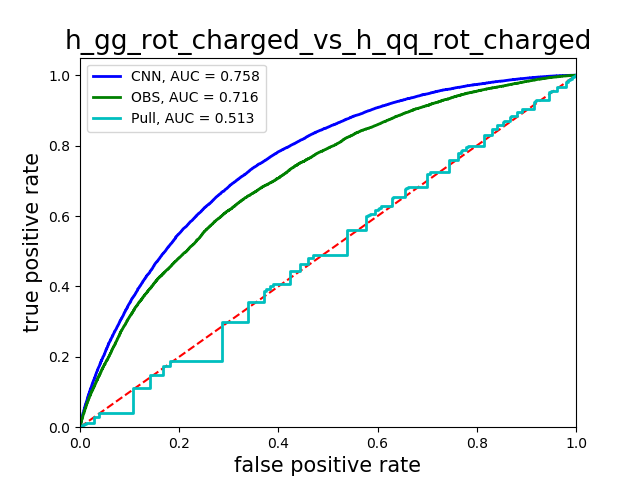 h_gg_rot_charged_vs_h_qq_rot_charged
CNN, AUC = 0.758
OBS, AUC = 0.716
Pull, AUC = 0.513
true positive rate
1.0
0.8
0.6
0.4
0.2
0.0
0.0 0.2 0.4 0.6 0.8 1.0
false positive rate